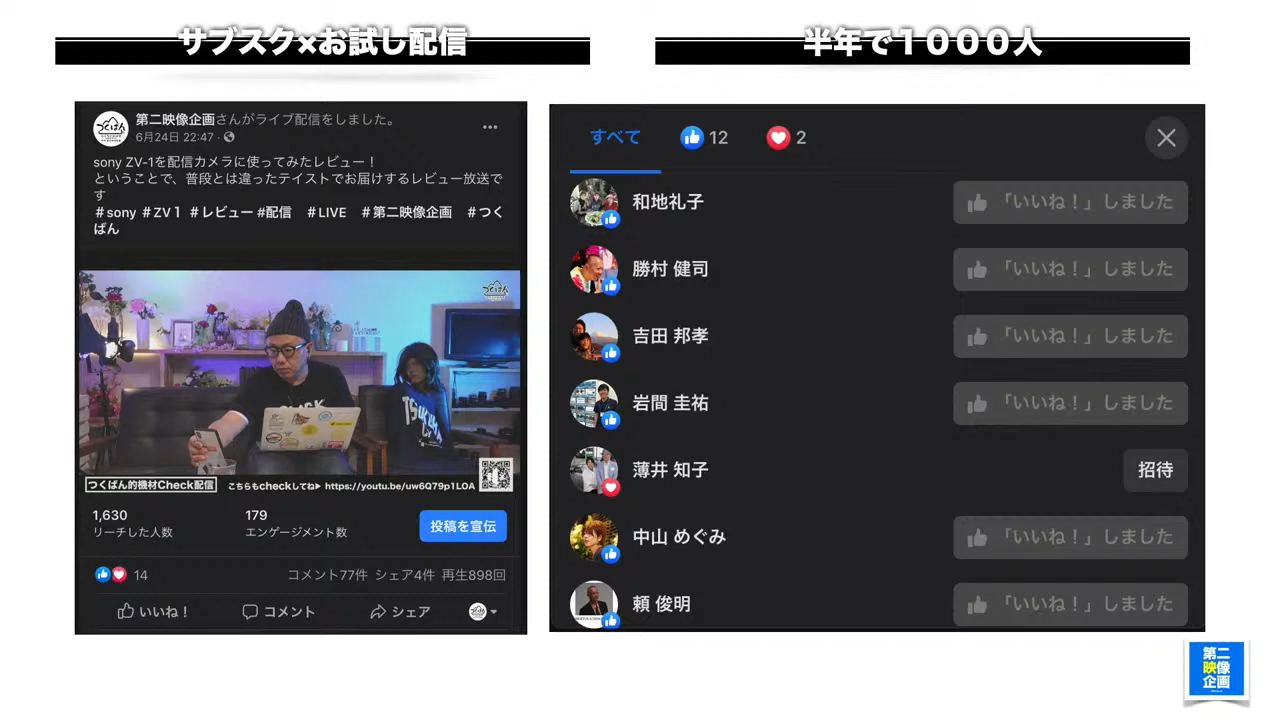 サブスク×お試し配信
半年で１０００人
第二映像企画さんがライブ配信をしました。
6月24日 22:47
sony ZV-1を配信カメラに使ってみたレビュー！
ということで、普段とは違ったテイストでお届けするレビュー放送で
す
＃sony ＃ZV１ ＃レビュー #配信　＃LIVE　＃第二映像企画　＃つく
ばん
つくばん
つくばん的機材Check配信
こちらもcheckしてね▶ https://youtu.be/uw6Q79p1LOA
1,630
リーチした人数
179
エンゲージメント数
投稿を宣伝
14
コメント77件 シェア4件 再生898回
いいね！
コメント
シェア
すべて
12
2
和地礼子
「いいね！」しました
勝村 健司
「いいね！」しました
吉田 邦孝
「いいね！」しました
岩間 圭祐
「いいね！」しました
薄井 知子
招待
中山 めぐみ
「いいね！」しました
頼 俊明
「いいね！」しました
第二
映像
企画